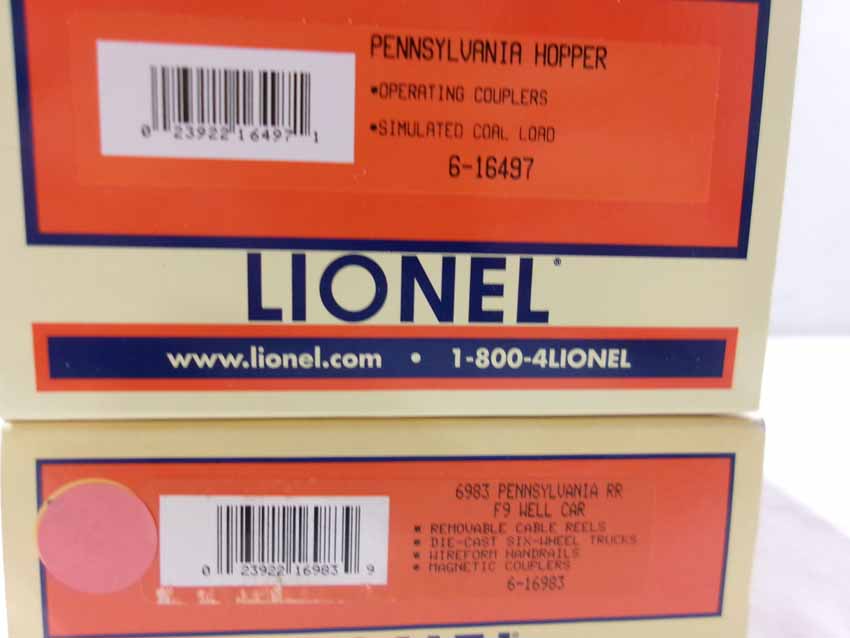 PENNSYLVANIA HOPPER
•OPERATING COUPLERS
•SIMULATED COAL LOAD
6-16497
0 23922 16497 1
LIONEL®
www.lionel.com • 1-800-4LIONEL
6983 PENNSYLVANIA RR
F9 WELL CAR
* REMOVABLE CABLE REELS
* DIE-CAST SIX-WHEEL TRUCKS
* WIREFORM HANDRAILS
* MAGNETIC COUPLERS
6-16983
0 23922 16983 9